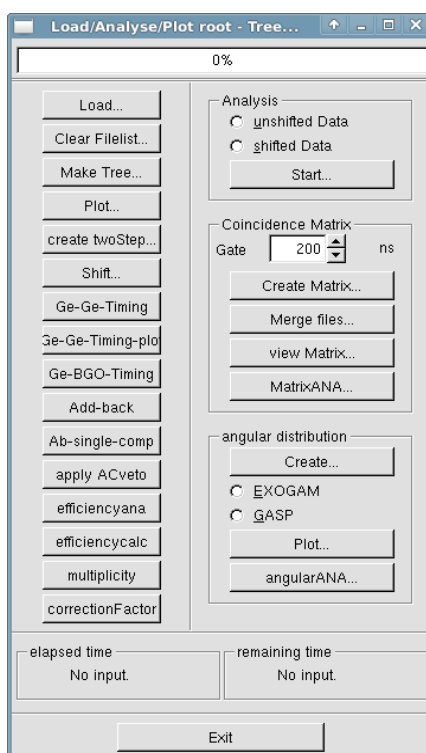 Load/Analyse/Plot root - Tree...
0%
Load...
Clear Filelist...
Make Tree...
Plot...
create twoStep...
Shift...
Ge-Ge-Timing
Ge-Ge-Timing-plo
Ge-BGO-Timing
Add-back
Ab-single-comp
apply ACveto
efficiencyana
efficiencycalc
multiplicity
correctionFactor
Analysis
unshifted Data
shifted Data
Start...
Coincidence Matrix
Gate 200 ns
Create Matrix...
Merge files...
view Matrix...
MatrixANA...
angular distribution
Create...
EXOGAM
GASP
Plot...
angularANA...
elapsed time
No input.
remaining time
No input.
Exit